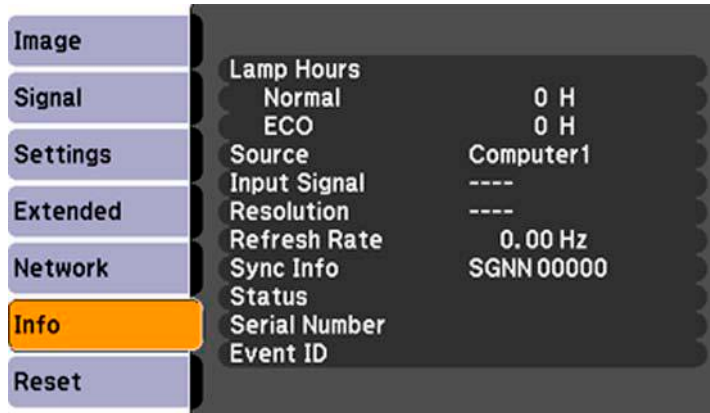 Image
Signal
Settings
Extended
Network
Info
Reset
Lamp Hours
Normal 0 H
ECO 0 H
Source Computer1
Input Signal ----
Resolution ----
Refresh Rate 0.00 Hz
Sync Info SGNN 00000
Status
Serial Number
Event ID